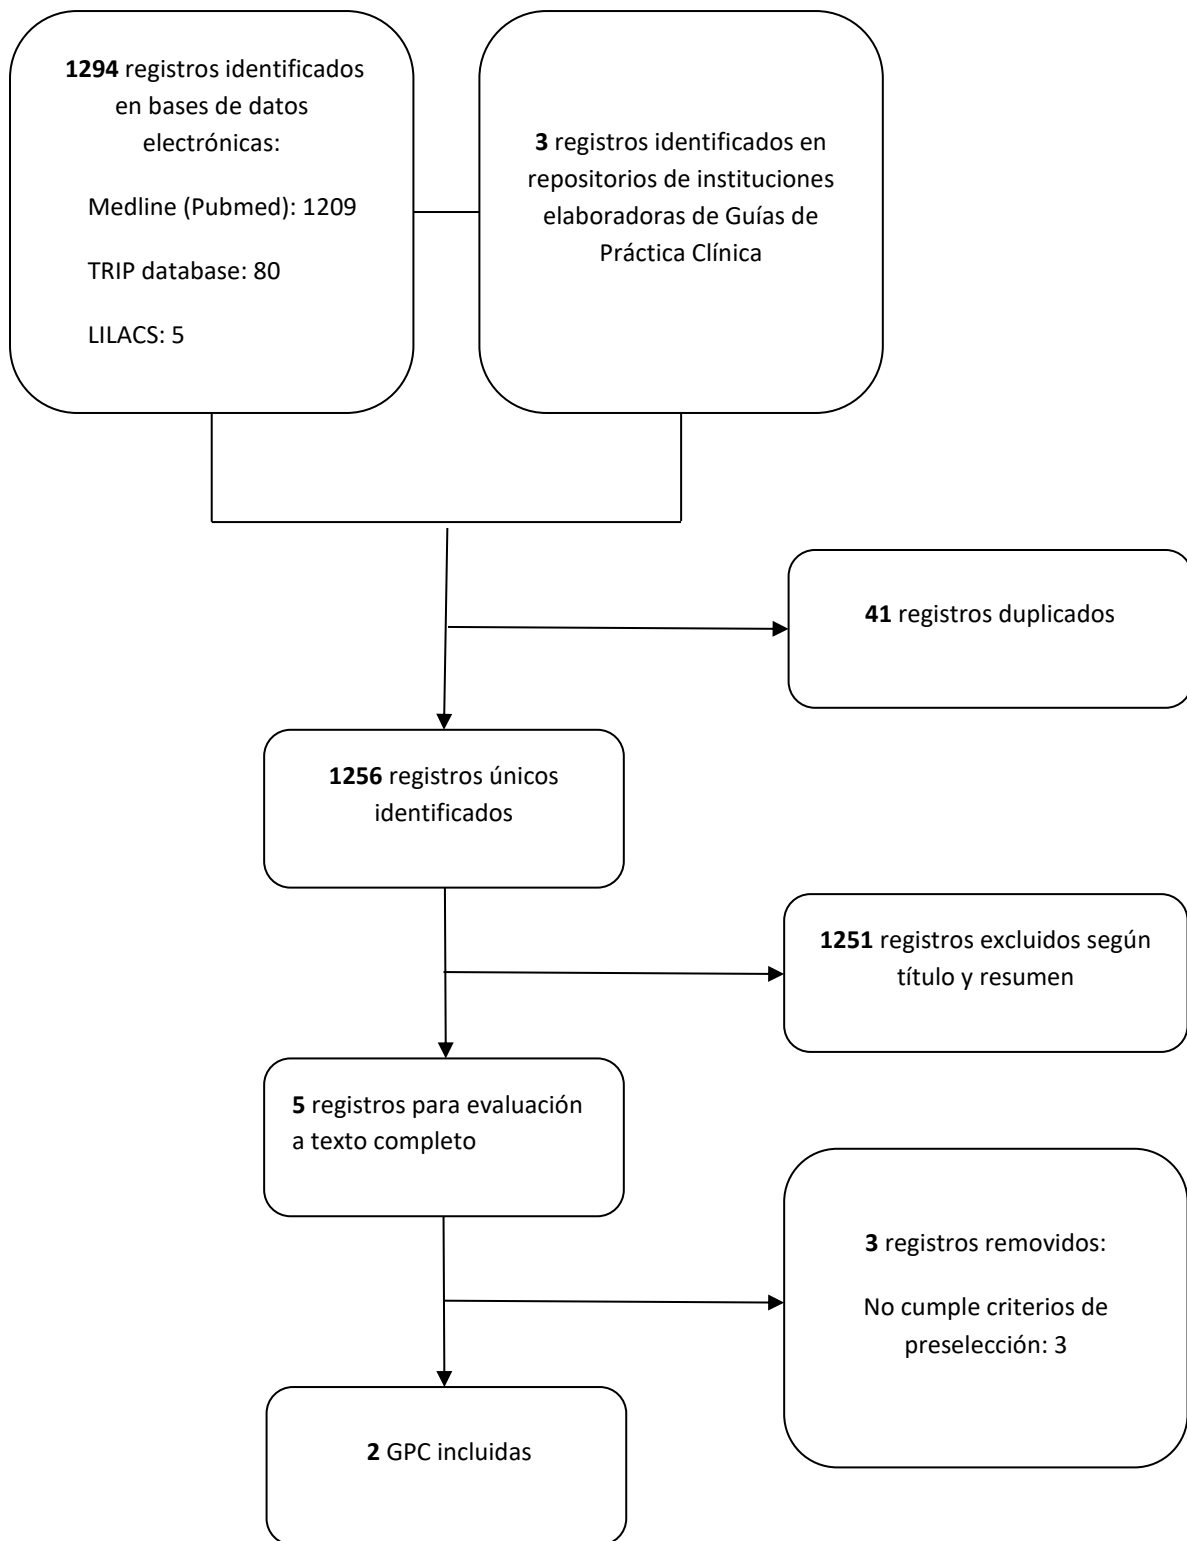 1294 registros identificados
en bases de datos
electrónicas:
Medline (Pubmed): 1209
TRIP database: 80
LILACS: 5
3 registros identificados en
repositorios de instituciones
elaboradoras de Guías de
Práctica Clínica
41 registros duplicados
1256 registros únicos
identificados
1251 registros excluidos según
título y resumen
5 registros para evaluación
a texto completo
3 registros removidos:
No cumple criterios de
preselección: 3
2 GPC incluidas